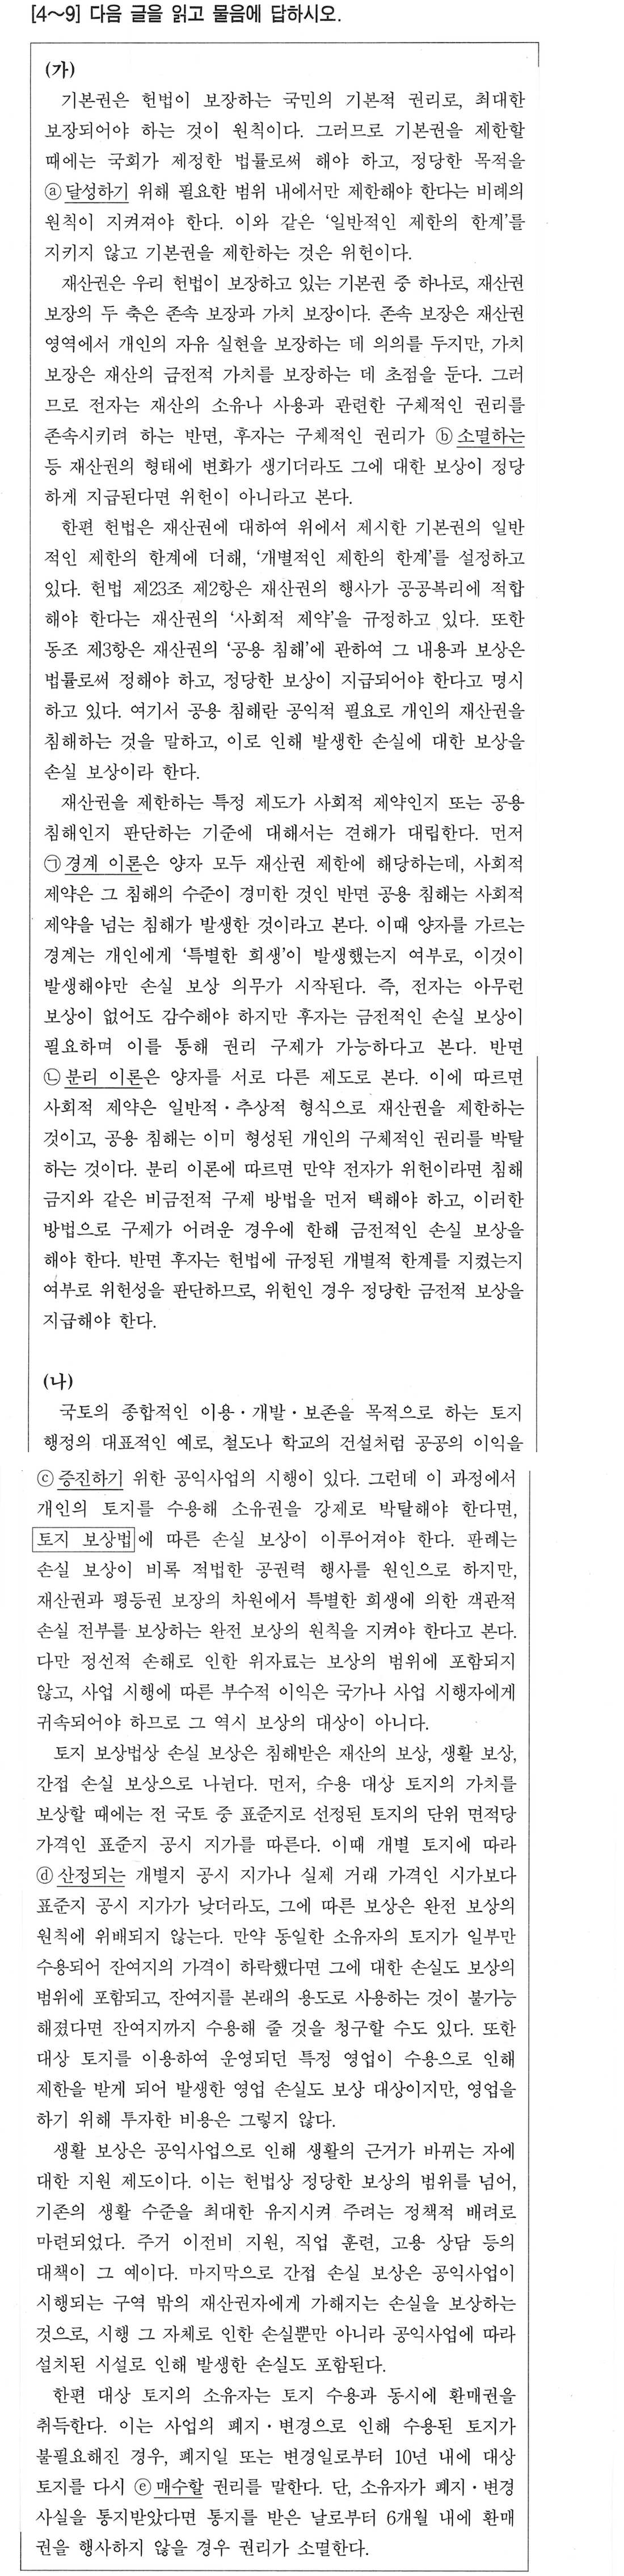 [4～9] 다음 글을 읽고 물음에 답하시오.
(가)
기본권은 헌법이 보장하는 국민의 기본적 권리로, 최대한
보장되어야 하는 것이 원칙이다. 그러므로 기본권을 제한할
때에는 국회가 제정한 법률로써 해야 하고, 정당한 목적을
ⓐ 달성하기 위해 필요한 범위 내에서만 제한해야 한다는 비례의
원칙이 지켜져야 한다. 이와 같은 '일반적인 제한의 한계'를
지키지 않고 기본권을 제한하는 것은 위헌이다.
재산권은 우리 헌법이 보장하고 있는 기본권 중 하나로, 재산권
보장의 두 축은 존속 보장과 가치 보장이다. 존속 보장은 재산권
영역에서 개인의 자유 실현을 보장하는 데 의의를 두지만, 가치
보장은 재산의 금전적 가치를 보장하는 데 초점을 둔다. 그러
므로 전자는 재산의 소유나 사용과 관련한 구체적인 권리를
존속시키려 하는 반면, 후자는 구체적인 권리가 ⓑ 소멸하는
등 재산권의 형태에 변화가 생기더라도 그에 대한 보상이 정당
하게 지급된다면 위헌이 아니라고 본다.
한편 헌법은 재산권에 대하여 위에서 제시한 기본권의 일반
적인 제한의 한계에 더해, '개별적인 제한의 한계'를 설정하고
있다. 헌법 제23조 제2항은 재산권의 행사가 공공복리에 적합
해야 한다는 재산권의 '사회적 제약'을 규정하고 있다. 또한
동조 제3항은 재산권의 '공용 침해'에 관하여 그 내용과 보상은
법률로써 정해야 하고, 정당한 보상이 지급되어야 한다고 명시
하고 있다. 여기서 공용 침해란 공익적 필요로 개인의 재산권을
침해하는 것을 말하고, 이로 인해 발생한 손실에 대한 보상을
손실 보상이라 한다.
재산권을 제한하는 특정 제도가 사회적 제약인지 또는 공용
침해인지 판단하는 기준에 대해서는 견해가 대립한다. 먼저
㉠ 경계 이론은 양자 모두 재산권 제한에 해당하는데, 사회적
제약은 그 침해의 수준이 경미한 것인 반면 공용 침해는 사회적
제약을 넘는 침해가 발생한 것이라고 본다. 이때 양자를 가르는
경계는 개인에게 '특별한 희생'이 발생했는지 여부로, 이것이
발생해야만 손실 보상 의무가 시작된다. 즉, 전자는 아무런
보상이 없어도 감수해야 하지만 후자는 금전적인 손실 보상이
필요하며 이를 통해 권리 구제가 가능하다고 본다. 반면
㉡ 분리 이론은 양자를 서로 다른 제도로 본다. 이에 따르면
사회적 제약은 일반적·추상적 형식으로 재산권을 제한하는
것이고, 공용 침해는 이미 형성된 개인의 구체적인 권리를 박탈
하는 것이다. 분리 이론에 따르면 만약 전자가 위헌이라면 침해
금지와 같은 비금전적 구제 방법을 먼저 택해야 하고, 이러한
방법으로 구제가 어려운 경우에 한해 금전적인 손실 보상을
해야 한다. 반면 후자는 헌법에 규정된 개별적 한계를 지켰는지
여부로 위헌성을 판단하므로, 위헌인 경우 정당한 금전적 보상을
지급해야 한다.
(나)
국토의 종합적인 이용·개발·보존을 목적으로 하는 토지
행정의 대표적인 예로, 철도나 학교의 건설처럼 공공의 이익을
ⓒ 증진하기 위한 공익사업의 시행이 있다. 그런데 이 과정에서
개인의 토지를 수용해 소유권을 강제로 박탈해야 한다면,
토지 보상법에 따른 손실 보상이 이루어져야 한다. 판례는
손실 보상이 비록 적법한 공권력 행사를 원인으로 하지만,
재산권과 평등권 보장의 차원에서 특별한 희생에 의한 객관적
손실 전부를 보상하는 완전 보상의 원칙을 지켜야 한다고 본다.
다만 정선적 손해로 인한 위자료는 보상의 범위에 포함되지
않고, 사업 시행에 따른 부수적 이익은 국가나 사업 시행자에게
귀속되어야 하므로 그 역시 보상의 대상이 아니다.
토지 보상법상 손실 보상은 침해받은 재산의 보상, 생활 보상,
간접 손실 보상으로 나뉜다. 먼저, 수용 대상 토지의 가치를
보상할 때에는 전 국토 중 표준지로 선정된 토지의 단위 면적당
가격인 표준지 공시 지가를 따른다. 이때 개별 토지에 따라
ⓓ 산정되는 개별지 공시 지가나 실제 거래 가격인 시가보다
표준지 공시 지가가 낮더라도, 그에 따른 보상은 완전 보상의
원칙에 위배되지 않는다. 만약 동일한 소유자의 토지가 일부만
수용되어 잔여지의 가격이 하락했다면 그에 대한 손실도 보상의
범위에 포함되고, 잔여지를 본래의 용도로 사용하는 것이 불가능
해졌다면 잔여지까지 수용해 줄 것을 청구할 수도 있다. 또한
대상 토지를 이용하여 운영되던 특정 영업이 수용으로 인해
제한을 받게 되어 발생한 영업 손실도 보상 대상이지만, 영업을
하기 위해 투자한 비용은 그렇지 않다.
생활 보상은 공익사업으로 인해 생활의 근거가 바뀌는 자에
대한 지원 제도이다. 이는 헌법상 정당한 보상의 범위를 넘어,
기존의 생활 수준을 최대한 유지시켜 주려는 정책적 배려로
마련되었다. 주거 이전비 지원, 직업 훈련, 고용 상담 등의
대책이 그 예이다. 마지막으로 간접 손실 보상은 공익사업이
시행되는 구역 밖의 재산권자에게 가해지는 손실을 보상하는
것으로, 시행 그 자체로 인한 손실뿐만 아니라 공익사업에 따라
설치된 시설로 인해 발생한 손실도 포함된다.
한편 대상 토지의 소유자는 토지 수용과 동시에 환매권을
취득한다. 이는 사업의 폐지·변경으로 인해 수용된 토지가
불필요해진 경우, 폐지일 또는 변경일로부터 10년 내에 대상
토지를 다시 ⓔ 매수할 권리를 말한다. 단, 소유자가 폐지·변경
사실을 통지받았다면 통지를 받은 날로부터 6개월 내에 환매
권을 행사하지 않을 경우 권리가 소멸한다.